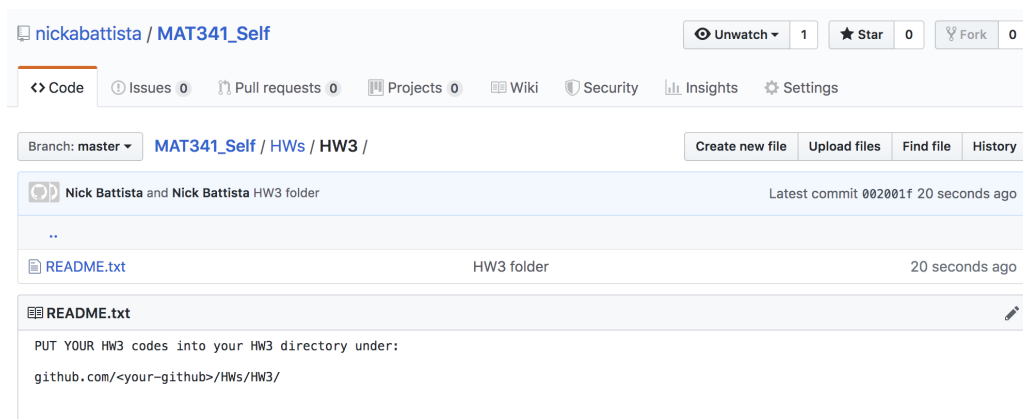 nickabattista / MAT341_Self
Unwatch 1 Star 0 Fork 0
Code Issues 0 Pull requests 0 Projects 0 Wiki Security Insights Settings
Branch: master MAT341_Self / HWs / HW3 / Create new file Upload files Find file History
Nick Battista and Nick Battista HW3 folder Latest commit 002001f 20 seconds ago
..
README.txt HW3 folder 20 seconds ago
README.txt
PUT YOUR HW3 codes into your HW3 directory under:
github.com/<your-github>/HWs/HW3/